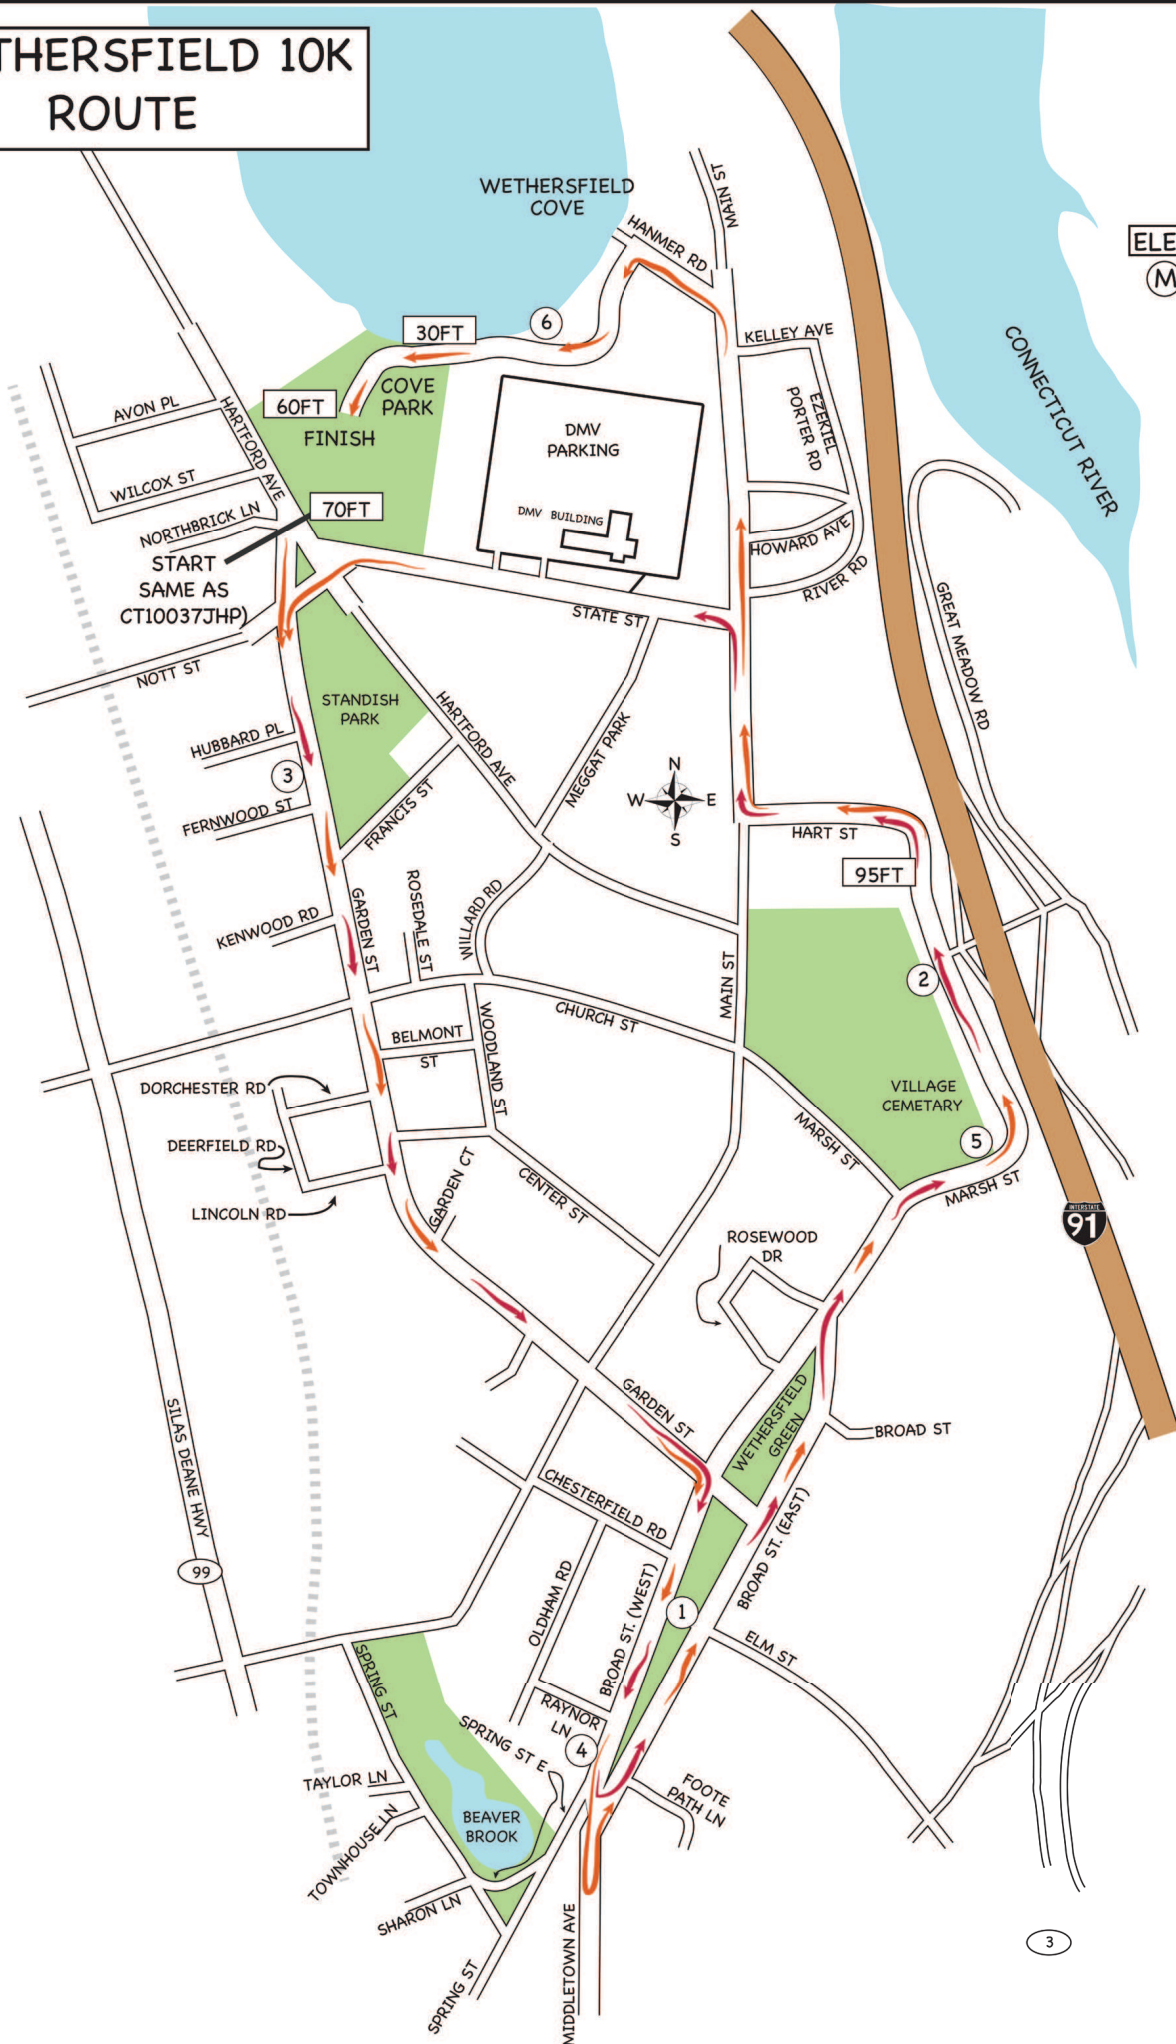 THERSFIELD 10K
ROUTE
WETHERSFIELD
COVE
MAIN ST
HANMER RD
ELE
M
30FT
6
KELLEY AVE
CONNECTICUT RIVER
AVON PL
HARTFORD AVE
60FT
COVE
PARK
FINISH
DMV
PARKING
EZEKIEL
PORTER RD
WILCOX ST
70FT
NORTHBRICK LN
DMV BUILDING
HOWARD AVE
START
SAME AS
CT10037JHP)
RIVER RD
STATE ST
GREAT MEADOW RD
NOTT ST
STANDISH
PARK
HARTFORD AVE
HUBBARD PL
MEGGAT PARK
3
N
W E
S
FERNWOOD ST
FRANCIS ST
HART ST
95FT
ROSEDALE ST
WILLARD RD
GARDEN ST
KENWOOD RD
MAIN ST
2
CHURCH ST
BELMONT
ST
WOODLAND ST
DORCHESTER RD
VILLAGE
CEMETARY
MARSH ST
5
DEERFIELD RD
GARDEN CT
CENTER ST
MARSH ST
LINCOLN RD
INTERSTATE
91
ROSEWOOD
DR
GARDEN ST
WETHERSFIELD
GREEN
BROAD ST
SILAS DEANE HWY
CHESTERFIELD RD
BROAD ST. (EAST)
99
OLDHAM RD
BROAD ST. (WEST)
1
ELM ST
SPRING ST
RAYNOR
LN
4
SPRING ST E
TAYLOR LN
FOOTE
PATH LN
BEAVER
BROOK
TOWNHOUSE LN
SHARON LN
MIDDLETOWN AVE
3
SPRING ST